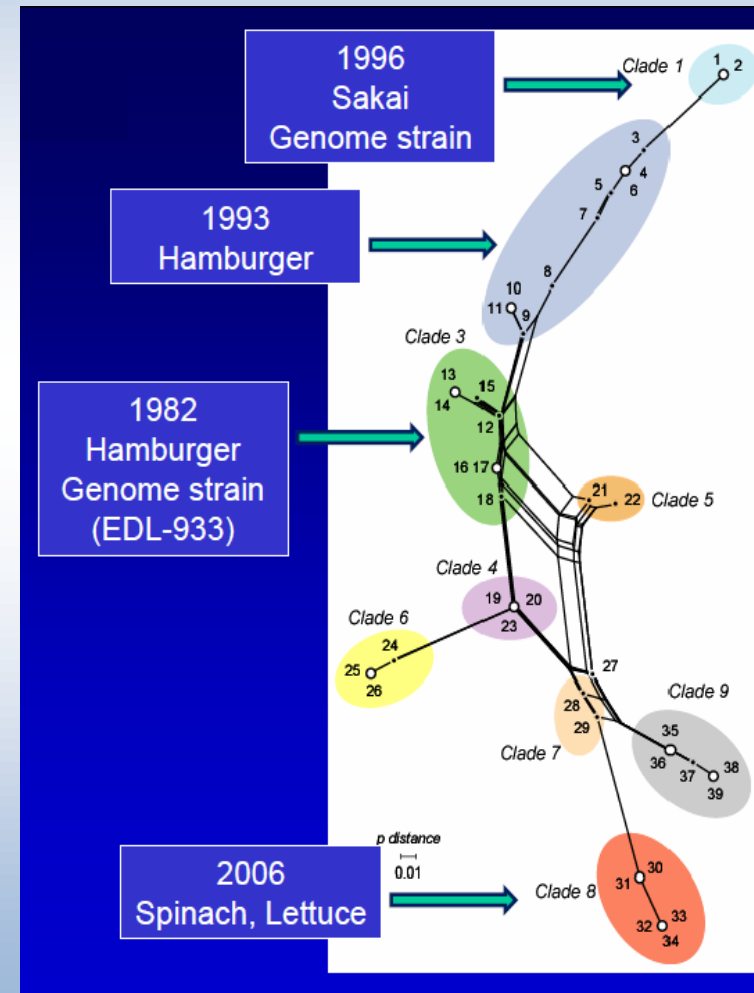 1996
Sakai
Genome strain
Clade 1
1 2
3
4
5
6
7
8
1993
Hamburger
10
11
9
Clade 3
13
15
14
12
1982
Hamburger
Genome strain
(EDL-933)
16 17
18
21
22
Clade 5
Clade 4
19 20
23
Clade 6
24
25
26
27
28
29
Clade 7
Clade 9
35
36
37
38
39
p distance
0.01
2006
Spinach, Lettuce
Clade 8
30
31
33
32
34